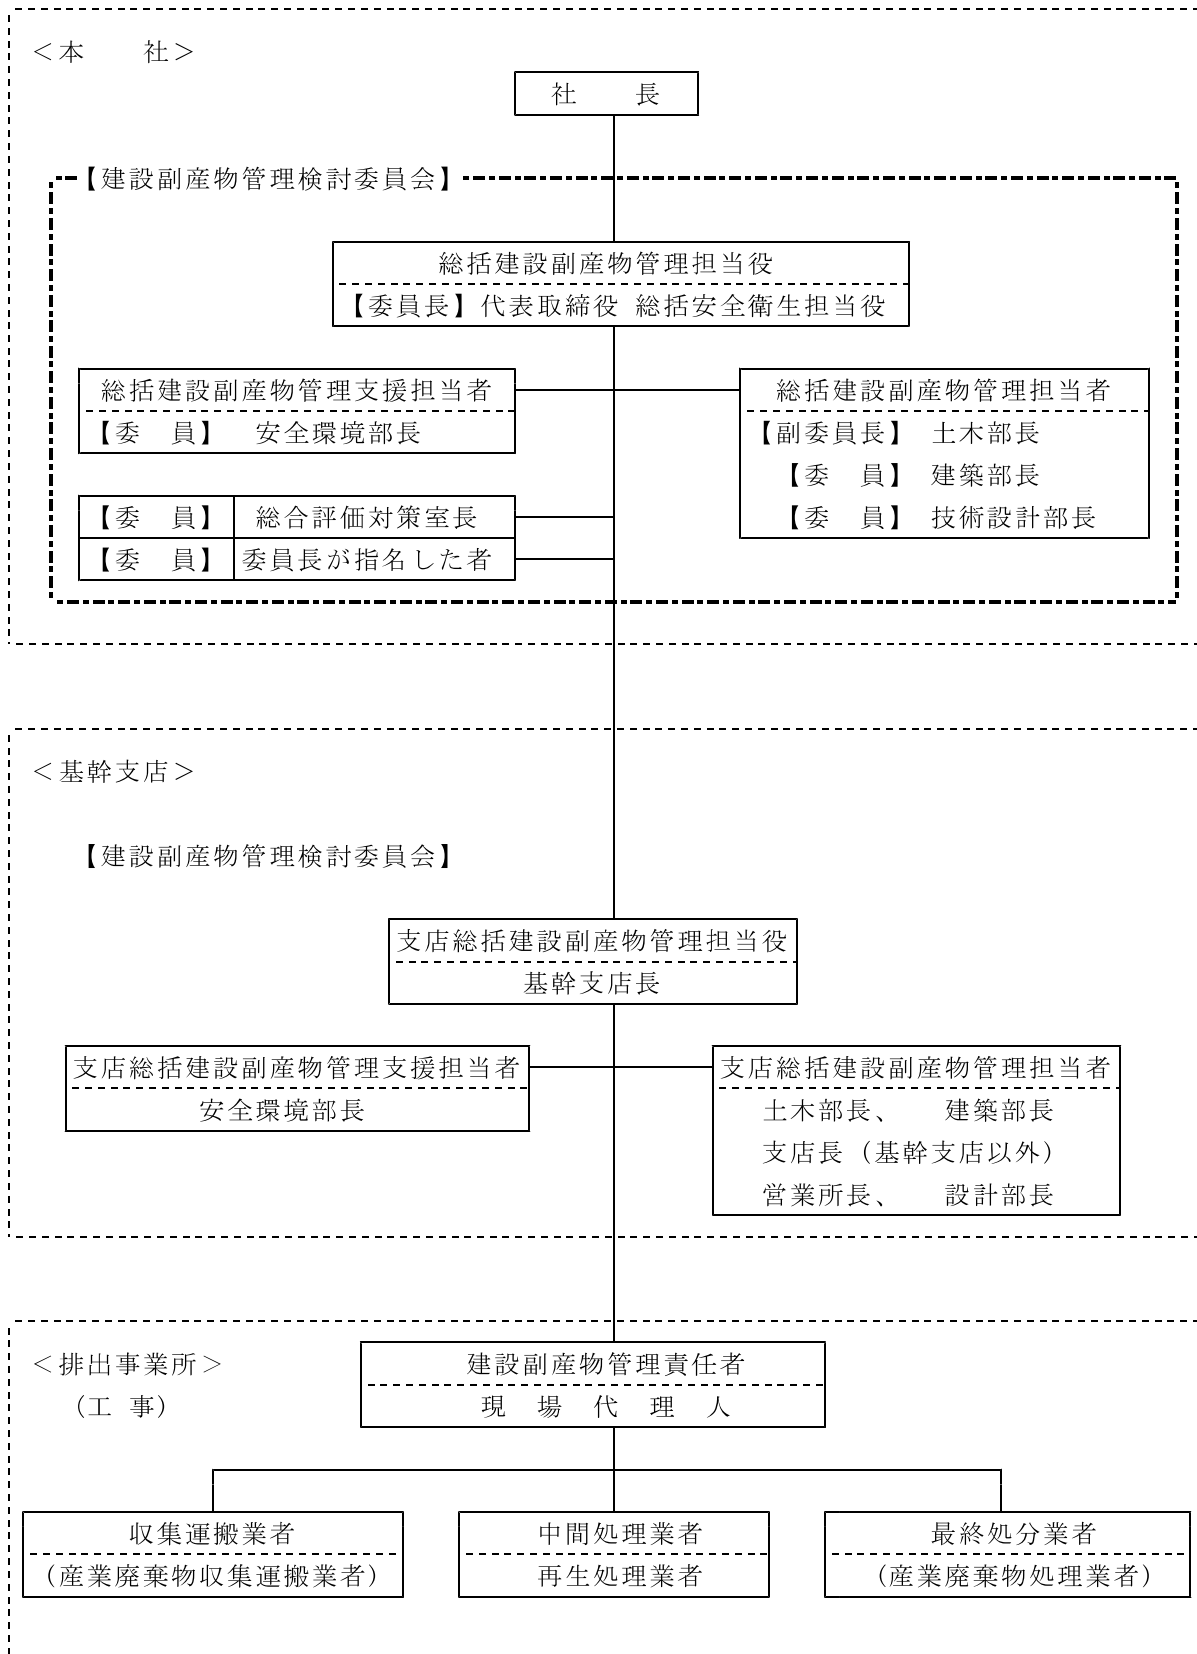 ＜本　　社＞
社　　長
【建設副産物管理検討委員会】
総括建設副産物管理担当役
【委員長】代表取締役 総括安全衛生担当役
総括建設副産物管理支援担当者
【委　員】　安全環境部長
総括建設副産物管理担当者
【副委員長】　土木部長
【委　員】　建築部長
【委　員】　技術設計部長
【委　員】　総合評価対策室長
【委　員】　委員長が指名した者
＜基幹支店＞
【建設副産物管理検討委員会】
支店総括建設副産物管理担当役
基幹支店長
支店総括建設副産物管理支援担当者
安全環境部長
支店総括建設副産物管理担当者
土木部長、　　建築部長
支店長（基幹支店以外）
営業所長、　　設計部長
＜排出事業所＞
（工 事）
建設副産物管理責任者
現　場　代　理　人
収集運搬業者
（産業廃棄物収集運搬業者）
中間処理業者
再生処理業者
最終処分業者
（産業廃棄物処理業者）